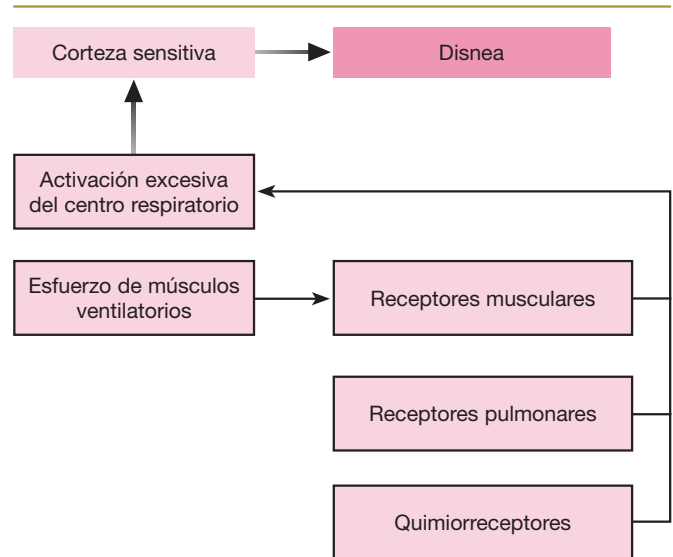 Corteza sensitiva
Disnea
Activación excesiva
del centro respiratorio
Esfuerzo de músculos
ventilatorios
Receptores musculares
Receptores pulmonares
Quimiorreceptores